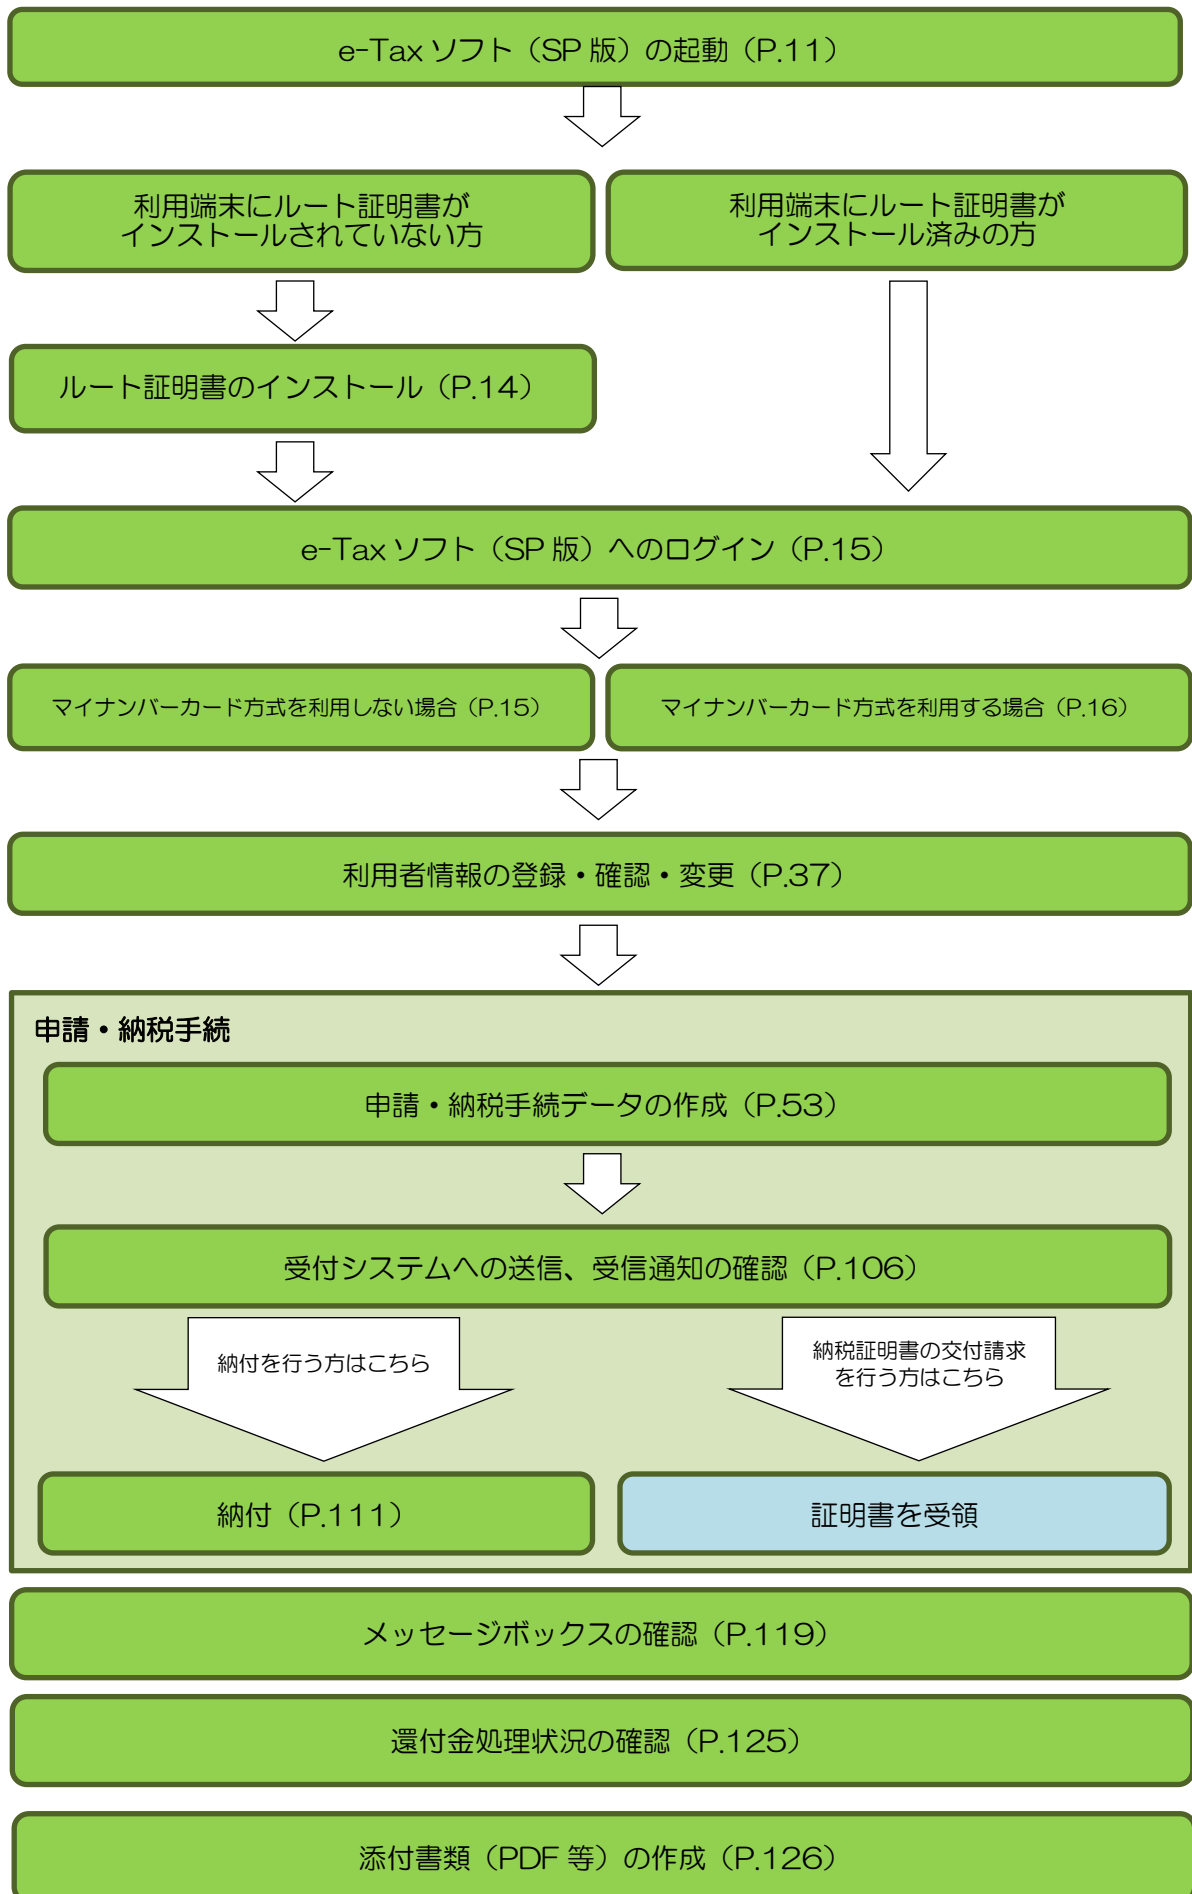 e-Tax ソフト（SP 版）の起動（P.11）
利用端末にルート証明書が
インストールされていない方
利用端末にルート証明書が
インストール済みの方
ルート証明書のインストール（P.14）
e-Tax ソフト（SP 版）へのログイン（P.15）
マイナンバーカード方式を利用しない場合（P.15）
マイナンバーカード方式を利用する場合（P.16）
利用者情報の登録・確認・変更（P.37）
申請・納税手続
申請・納税手続データの作成（P.53）
受付システムへの送信、受信通知の確認（P.106）
納付を行う方はこちら
納税証明書の交付請求
を行う方はこちら
納付（P.111）
証明書を受領
メッセージボックスの確認（P.119）
還付金処理状況の確認（P.125）
添付書類（PDF 等）の作成（P.126）